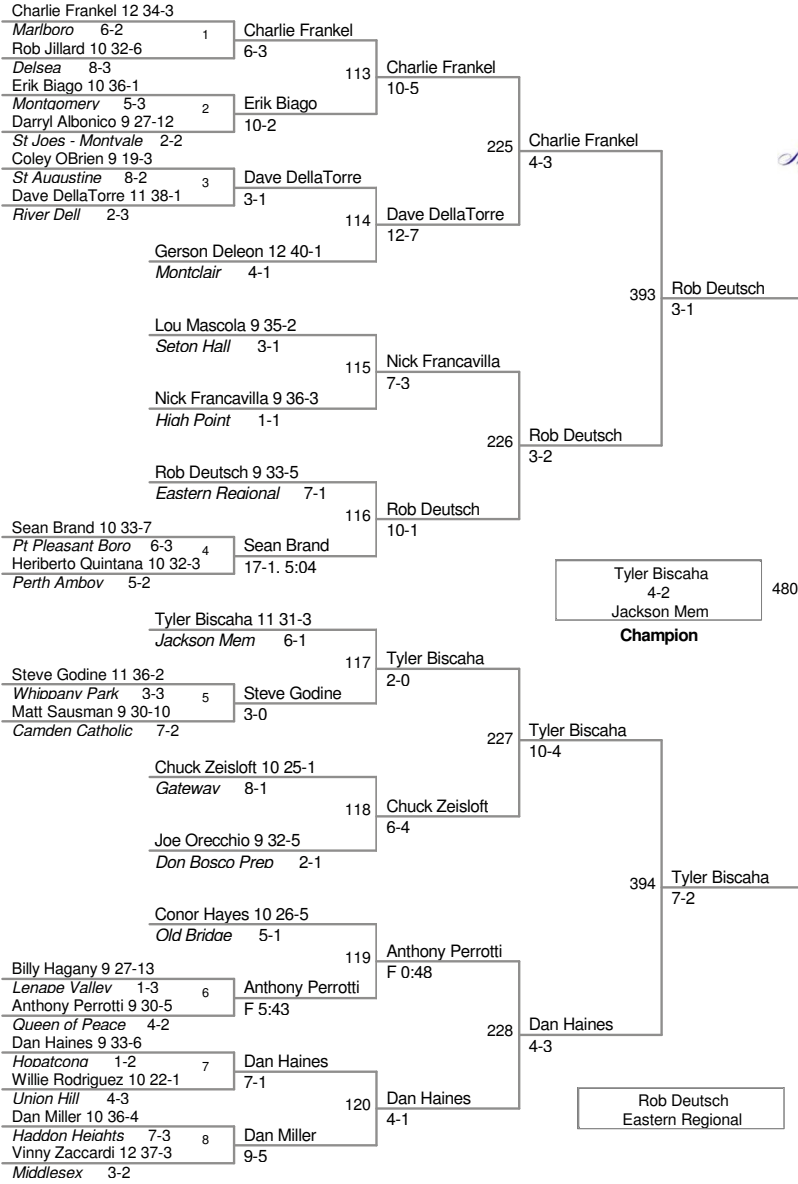 Charlie Frankel 12 34-3
Marlboro 6-2
1
Rob Jillard 10 32-6
Delsea 8-3
Charlie Frankel
6-3
Erik Biago 10 36-1
Montgomery 5-3
2
Darryl Albonico 9 27-12
St Joes - Montvale 2-2
Erik Biago
10-2
113
Charlie Frankel
10-5
Coley OBrien 9 19-3
St Augustine 8-2
3
Dave DellaTorre 11 38-1
River Dell 2-3
Dave DellaTorre
3-1
Gerson Deleon 12 40-1
Montclair 4-1
114
Dave DellaTorre
12-7
225
Charlie Frankel
4-3
Lou Mascola 9 35-2
Seton Hall 3-1
115
Nick Francavilla 9 36-3
High Point 1-1
Nick Francavilla
7-3
Rob Deutsch 9 33-5
Eastern Regional 7-1
116
Sean Brand 10 33-7
Pt Pleasant Boro 6-3
4
Heriberto Quintana 10 32-3
Perth Amboy 5-2
Sean Brand
17-1. 5:04
Rob Deutsch
10-1
226
Rob Deutsch
3-2
393
Rob Deutsch
3-1
Tyler Biscaha
4-2
Jackson Mem
480
Champion
Tyler Biscaha 11 31-3
Jackson Mem 6-1
117
Steve Godine 11 36-2
Whippany Park 3-3
5
Matt Sausman 9 30-10
Camden Catholic 7-2
Steve Godine
3-0
Tyler Biscaha
2-0
Chuck Zeisloft 10 25-1
Gateway 8-1
118
Joe Orecchio 9 32-5
Don Bosco Prep 2-1
Chuck Zeisloft
6-4
227
Tyler Biscaha
10-4
Conor Hayes 10 26-5
Old Bridge 5-1
119
Billy Hagany 9 27-13
Lenape Valley 1-3
6
Anthony Perrotti 9 30-5
Queen of Peace 4-2
Anthony Perrotti
F 5:43
Anthony Perrotti
F 0:48
Dan Haines 9 33-6
Hopatcong 1-2
7
Willie Rodriguez 10 22-1
Union Hill 4-3
Dan Haines
7-1
Dan Miller 10 36-4
Haddon Heights 7-3
8
Vinny Zaccardi 12 37-3
Middlesex 3-2
Dan Miller
9-5
120
Dan Haines
4-1
228
Dan Haines
4-3
394
Tyler Biscaha
7-2
Rob Deutsch
Eastern Regional